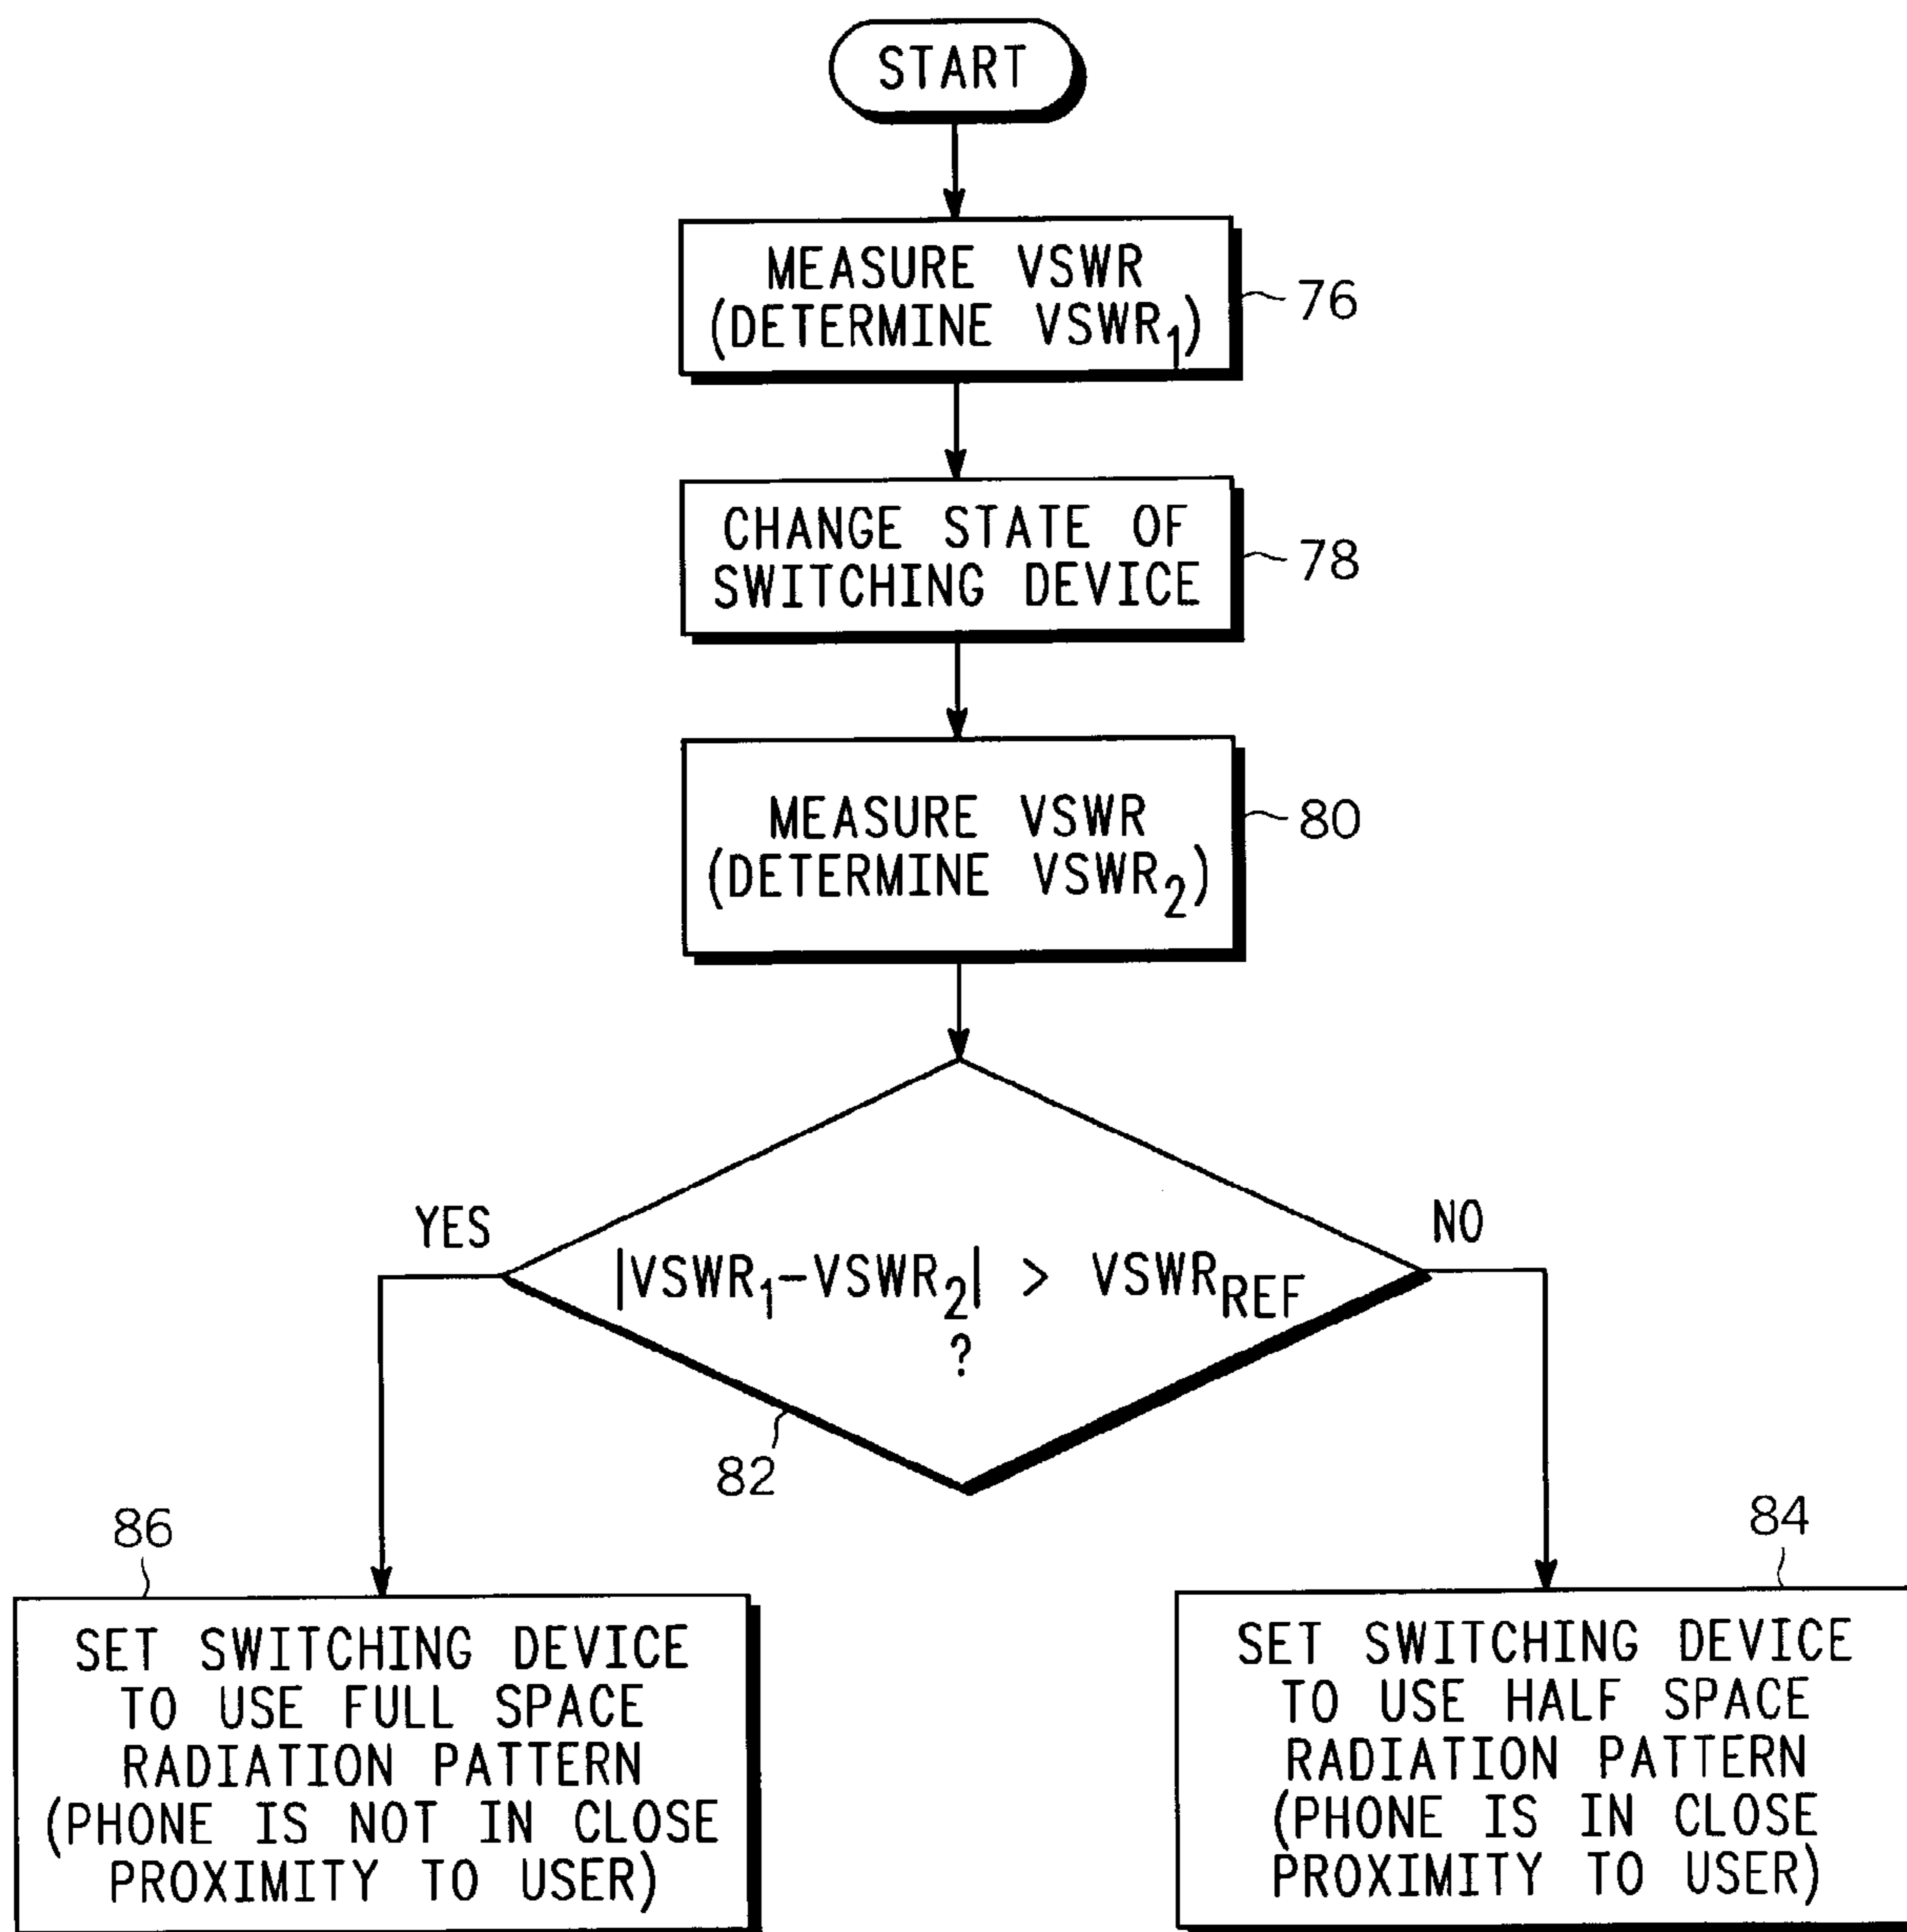 START
MEASURE VSWR
(DETERMINE VSWR₁)
76
CHANGE STATE OF
SWITCHING DEVICE
78
MEASURE VSWR
(DETERMINE VSWR₂)
80
YES
NO
|VSWR₁-VSWR₂| > VSWR_REF
?
82
86
84
SET SWITCHING DEVICE
TO USE FULL SPACE
RADIATION PATTERN
(PHONE IS NOT IN CLOSE
PROXIMITY TO USER)
SET SWITCHING DEVICE
TO USE HALF SPACE
RADIATION PATTERN
(PHONE IS IN CLOSE
PROXIMITY TO USER)